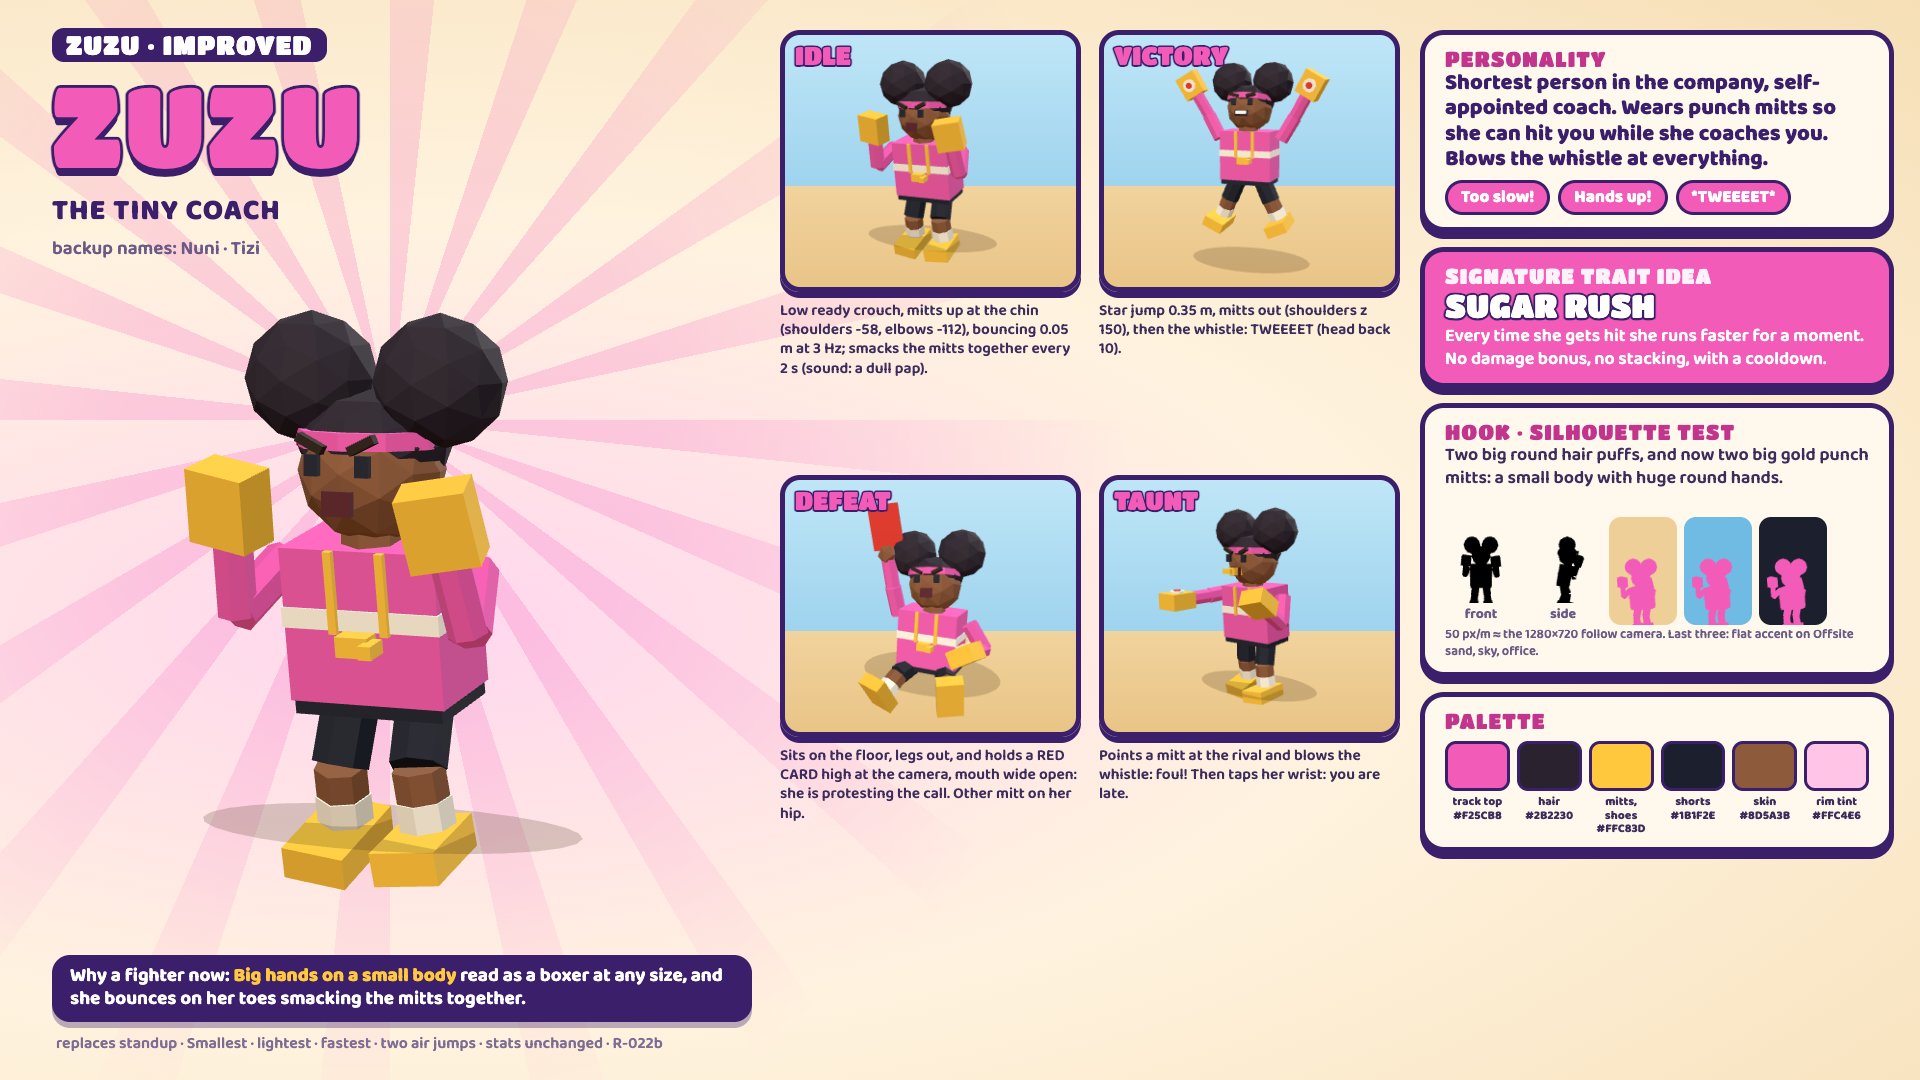 ZUZU · IMPROVED
ZUZU
THE TINY COACH
backup names: Nuni · Tizi
Why a fighter now: Big hands on a small body read as a boxer at any size, and
she bounces on her toes smacking the mitts together.
replaces standup · Smallest · lightest · fastest · two air jumps · stats unchanged · R-022b
IDLE
Low ready crouch, mitts up at the chin
(shoulders -58, elbows -112), bouncing 0.05
m at 3 Hz; smacks the mitts together every
2 s (sound: a dull pap).
VICTORY
Star jump 0.35 m, mitts out (shoulders z
150), then the whistle: TWEEEET (head back
10).
DEFEAT
Sits on the floor, legs out, and holds a RED
CARD high at the camera, mouth wide open:
she is protesting the call. Other mitt on her
hip.
TAUNT
Points a mitt at the rival and blows the
whistle: foul! Then taps her wrist: you are
late.
PERSONALITY
Shortest person in the company, self-
appointed coach. Wears punch mitts so
she can hit you while she coaches you.
Blows the whistle at everything.
Too slow!
Hands up!
*TWEEEET*
SIGNATURE TRAIT IDEA
SUGAR RUSH
Every time she gets hit she runs faster for a moment.
No damage bonus, no stacking, with a cooldown.
HOOK · SILHOUETTE TEST
Two big round hair puffs, and now two big gold punch
mitts: a small body with huge round hands.
front
side
50 px/m ≈ the 1280×720 follow camera. Last three: flat accent on Offsite
sand, sky, office.
PALETTE
track top
#F25CB8
hair
#2B2230
mitts,
shoes
#FFC83D
shorts
#1B1F2E
skin
#8D5A3B
rim tint
#FFC4E6